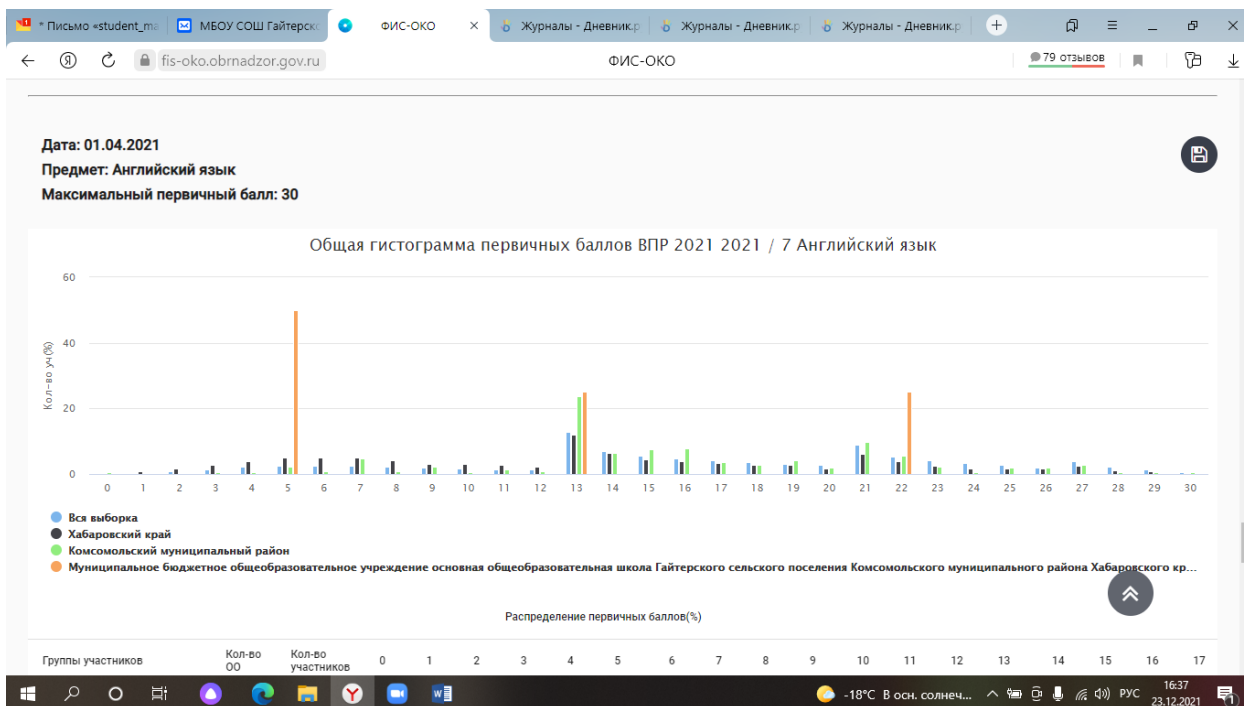 * Письмо «student_ma
МБОУ СОШ Гайтерско
ФИС-ОКО
Журналы - Дневник.р
Журналы - Дневник.р
Журналы - Дневник.р
fis-oko.obrnadzor.gov.ru
ФИС-ОКО
79 отзывов
Дата: 01.04.2021
Предмет: Английский язык
Максимальный первичный балл: 30
Общая гистограмма первичных баллов ВПР 2021 2021 / 7 Английский язык
Кол-во уч(%)
60
40
20
0
0 1 2 3 4 5 6 7 8 9 10 11 12 13 14 15 16 17 18 19 20 21 22 23 24 25 26 27 28 29 30
Вся выборка
Хабаровский край
Комсомольский муниципальный район
Муниципальное бюджетное общеобразовательное учреждение основная общеобразовательная школа Гайтерского сельского поселения Комсомольского муниципального района Хабаровского кр...
Распределение первичных баллов(%)
Группы участников Кол-во ОО Кол-во участников 0 1 2 3 4 5 6 7 8 9 10 11 12 13 14 15 16 17
-18°C В осн. солнеч... РУС 16:37
23.12.2021